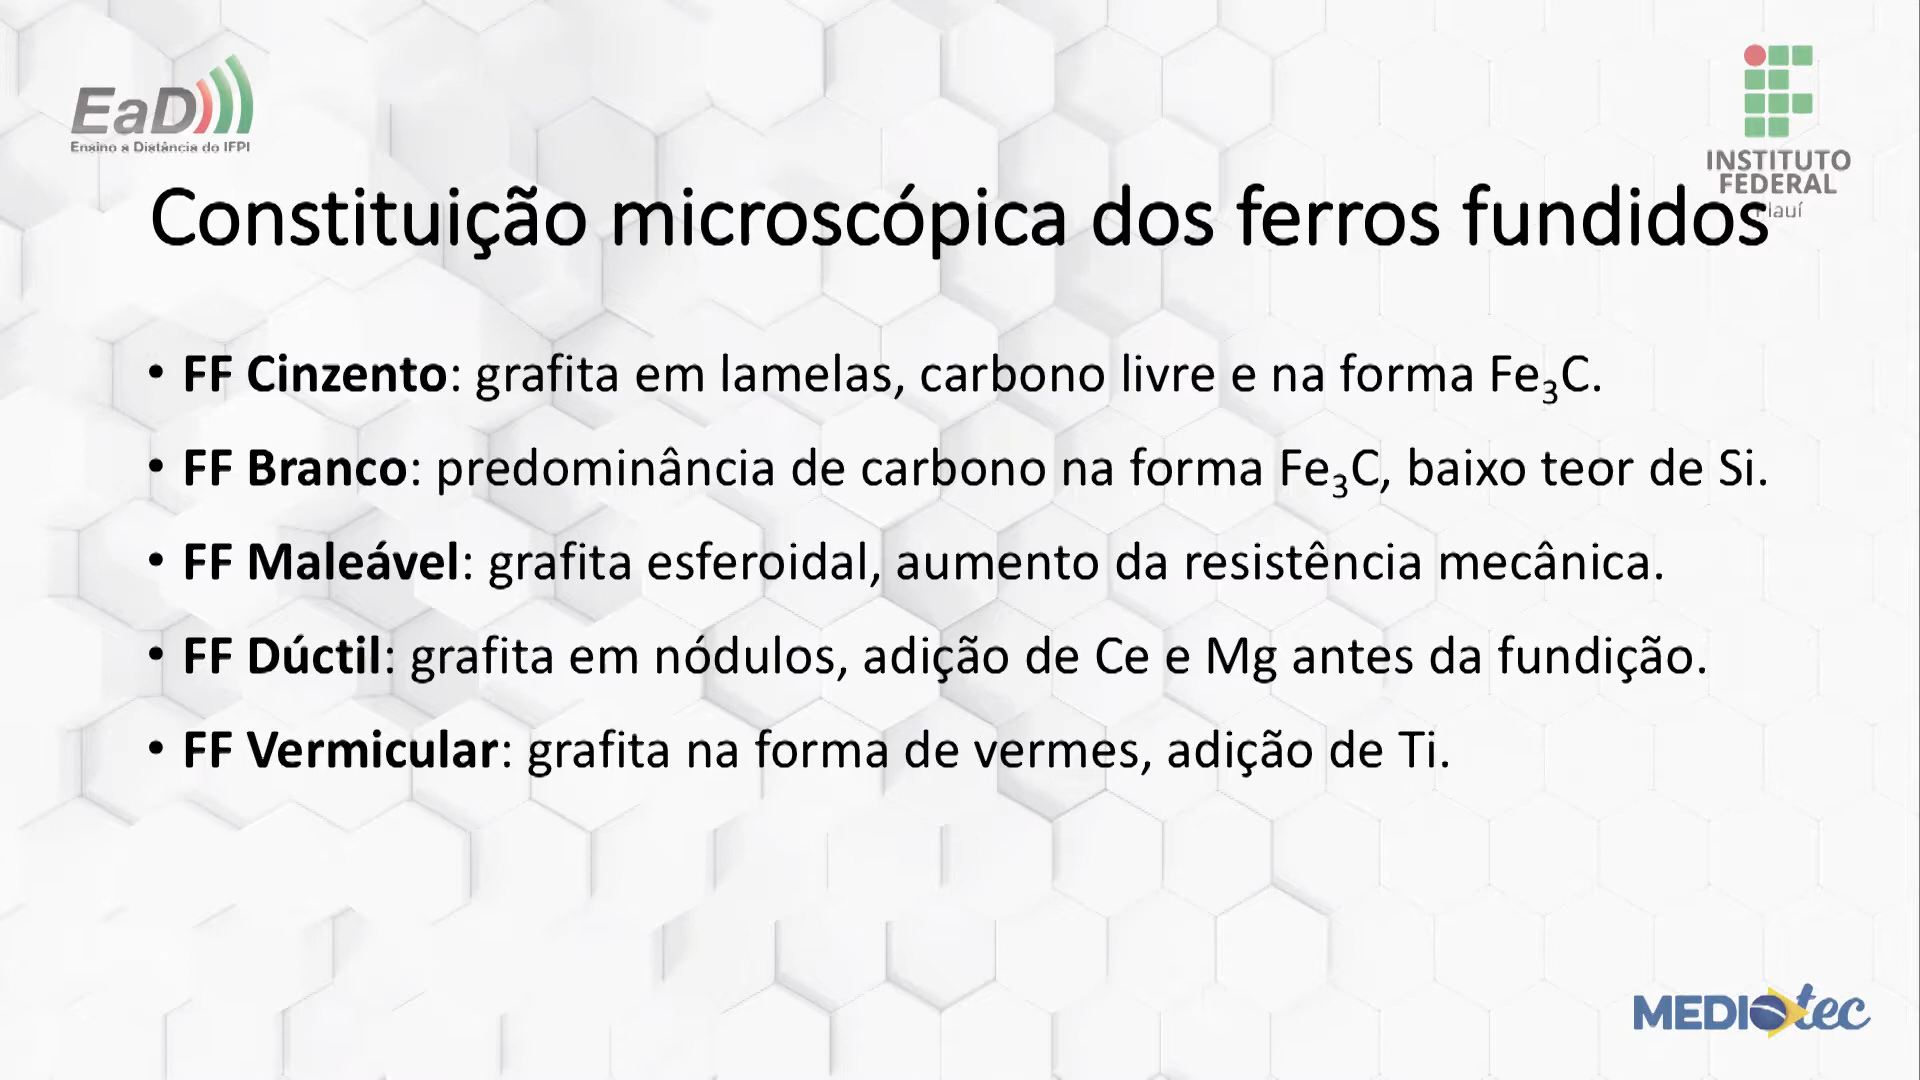 EaD
Ensino a Distância do IFPI
INSTITUTO
FEDERAL
Piauí
Constituição microscópica dos ferros fundidos
• FF Cinzento: grafita em lamelas, carbono livre e na forma Fe₃C.
• FF Branco: predominância de carbono na forma Fe₃C, baixo teor de Si.
• FF Maleável: grafita esferoidal, aumento da resistência mecânica.
• FF Dúctil: grafita em nódulos, adição de Ce e Mg antes da fundição.
• FF Vermicular: grafita na forma de vermes, adição de Ti.
MEDIOtec